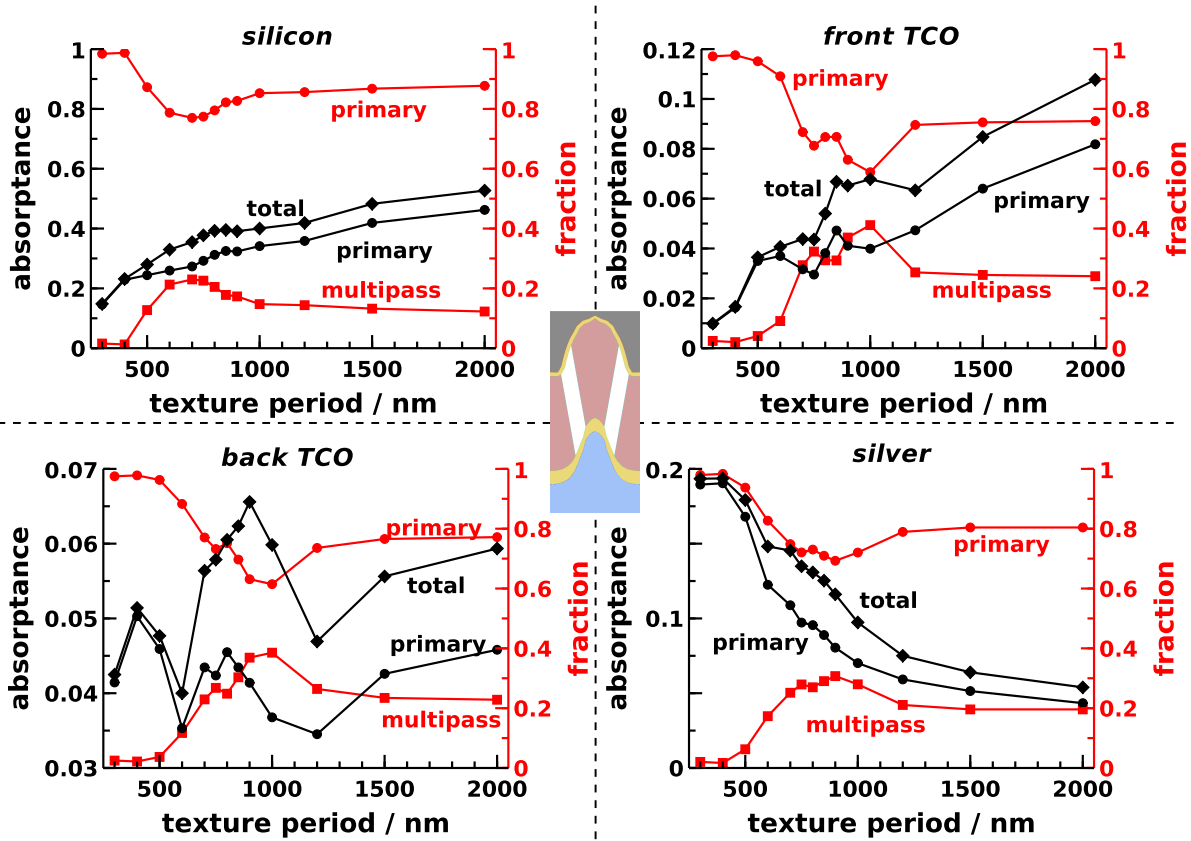 silicon
1
0.8
0.6
0.4
0.2
0
absorptance
primary
total
primary
multipass
1
0.8
0.6
0.4
0.2
0
fraction
500 1000 1500 2000
texture period / nm
front TCO
0.12
0.1
0.08
0.06
0.04
0.02
0
absorptance
primary
total
primary
multipass
1
0.8
0.6
0.4
0.2
0
fraction
500 1000 1500 2000
texture period / nm
back TCO
0.07
0.06
0.05
0.04
0.03
absorptance
primary
total
primary
multipass
1
0.8
0.6
0.4
0.2
0
fraction
500 1000 1500 2000
texture period / nm
silver
0.2
0.1
0
absorptance
primary
total
primary
multipass
1
0.8
0.6
0.4
0.2
0
fraction
500 1000 1500 2000
texture period / nm